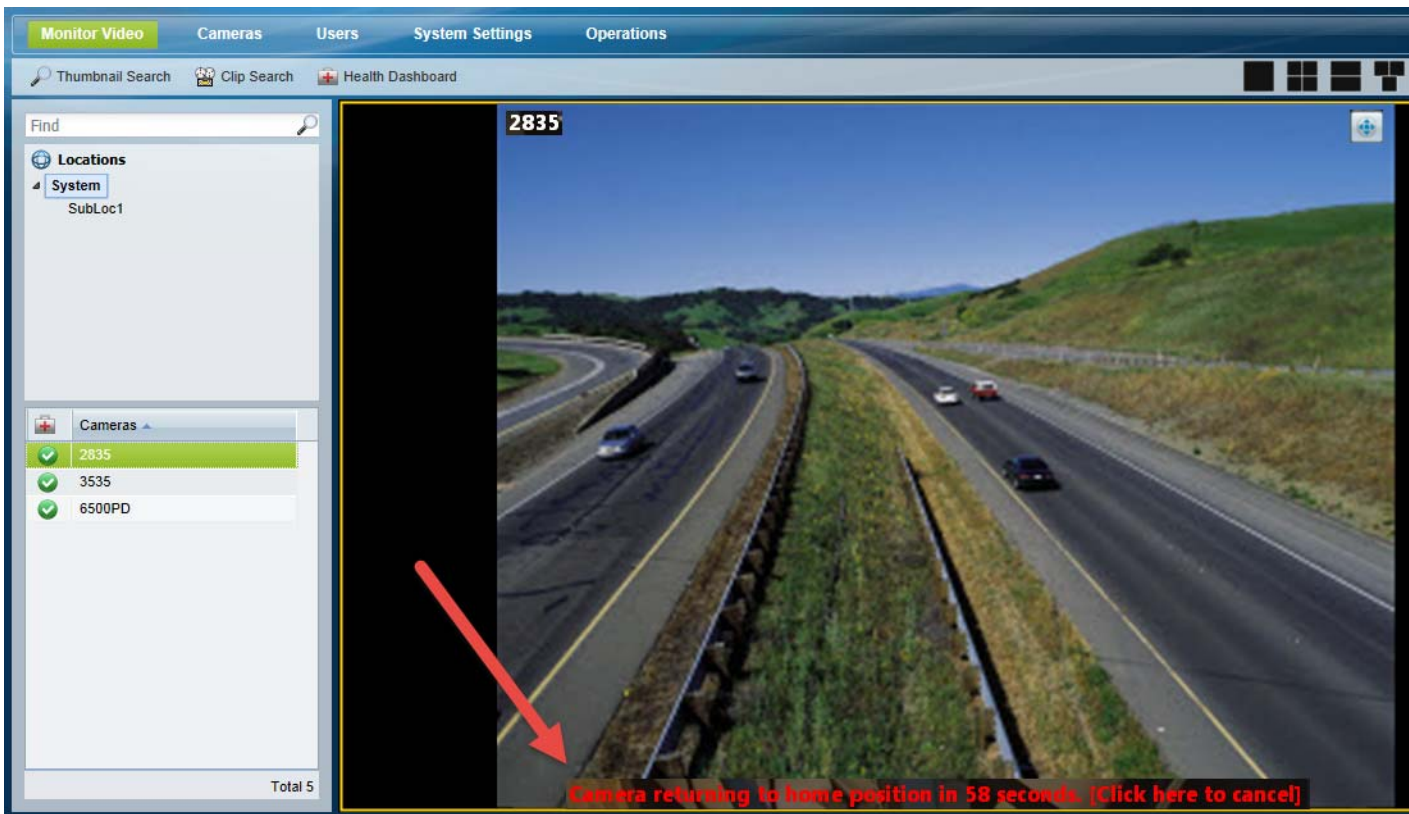 Monitor Video Cameras Users System Settings Operations
Thumbnail Search Clip Search Health Dashboard
2835
Find
Locations
System
SubLoc1
Cameras
2835
3535
6500PD
Total 5
Camera returning to home position in 58 seconds. [Click here to cancel]